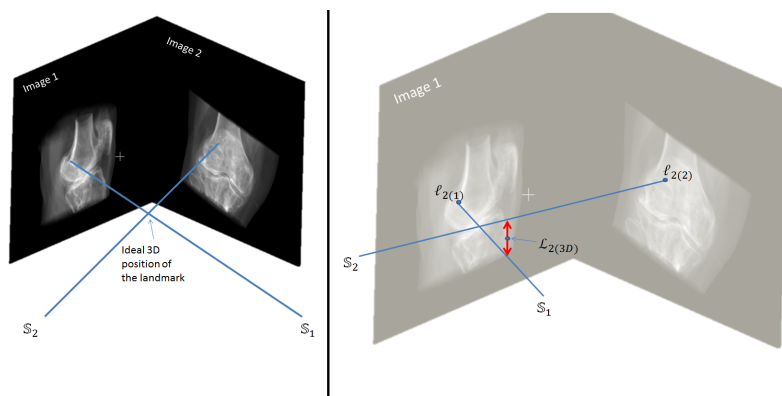 Image 1
Image 2
Ideal 3D
position of
the landmark
𝕊₂
𝕊₁
Image 1
ℓ₂₍₁₎
ℓ₂₍₂₎
ℒ₂₍₃D₎
𝕊₂
𝕊₁